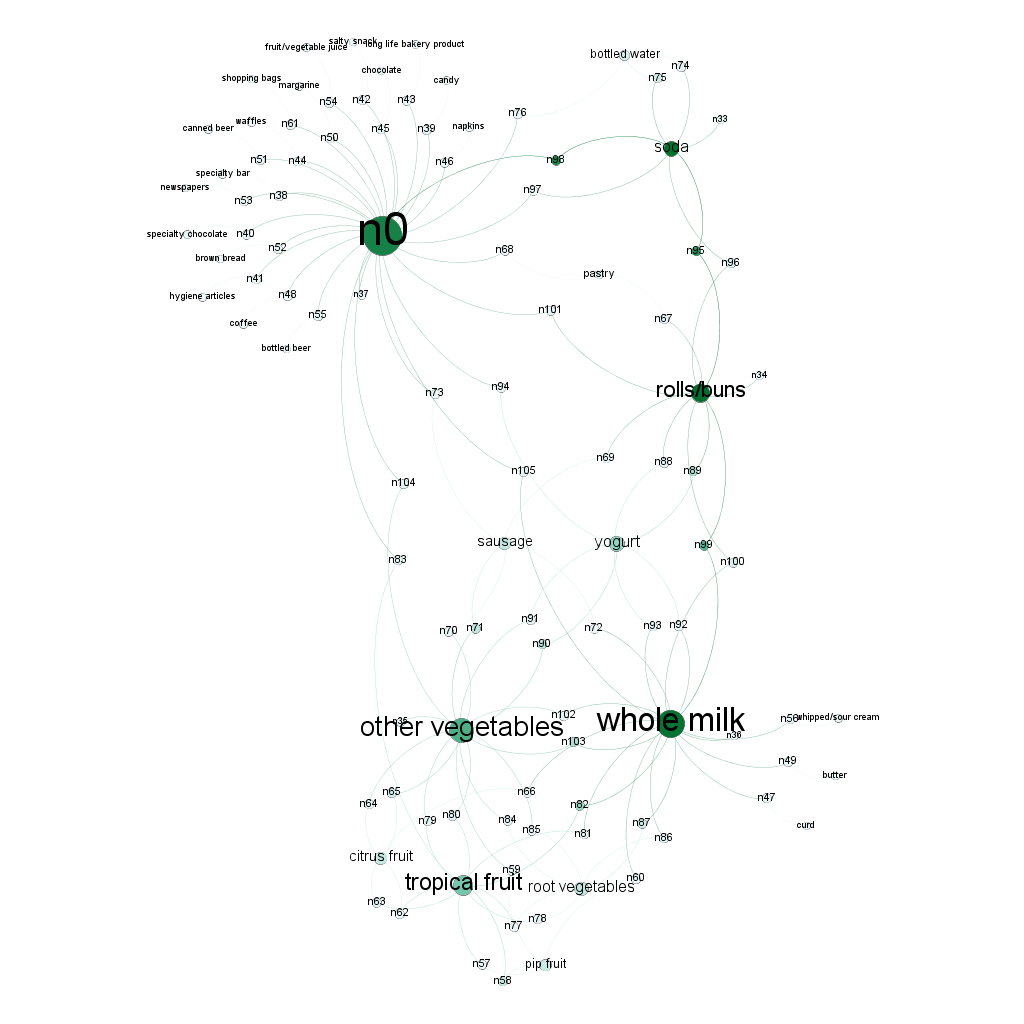 salty snack
fruit/vegetable juice
long life bakery product
bottled water
n74
chocolate
n75
shopping bags
margarine
candy
n54
n42
n43
n76
n33
waffles
canned beer
n61
n45
n39
napkins
n50
soda
n51
n44
n46
n98
specialty bar
newspapers
n97
n53
n38
n0
specialty chocolate
n40
n52
n68
n95
brown bread
n96
n41
pastry
hygiene articles
n48
n37
n55
n101
n67
coffee
bottled beer
n34
n73
n94
rolls/buns
n69
n88
n105
n89
n104
sausage
yogurt
n99
n83
n100
n91
n70
n71
n72
n93
n92
n90
n35
n102
other vegetables
whole milk
n56
whipped/sour cream
n36
n103
n49
butter
n65
n66
n64
n82
n47
n79
n80
n84
n87
curd
n85
n81
n86
citrus fruit
n59
tropical fruit
root vegetables
n60
n63
n62
n77
n78
n57
pip fruit
n58